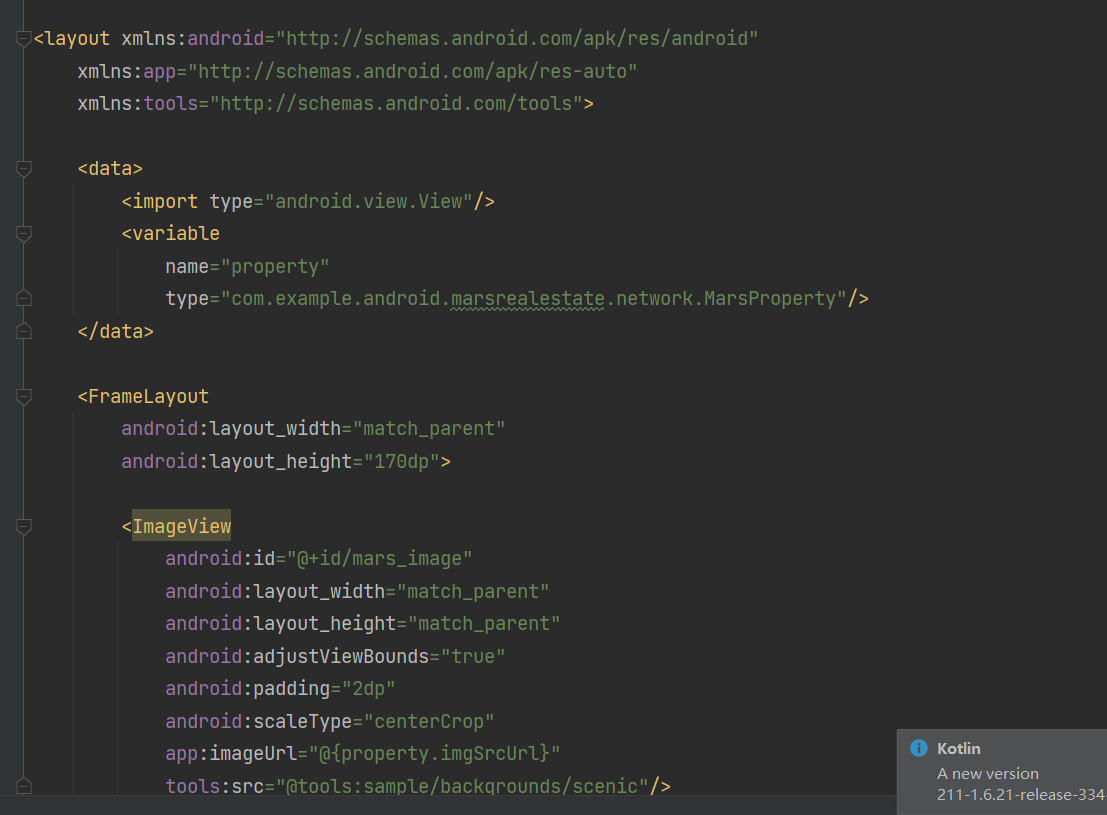 <layout xmlns:android="http://schemas.android.com/apk/res/android"
xmlns:app="http://schemas.android.com/apk/res-auto"
xmlns:tools="http://schemas.android.com/tools">
<data>
<import type="android.view.View"/>
<variable
name="property"
type="com.example.android.marsrealestate.network.MarsProperty"/>
</data>
<FrameLayout
android:layout_width="match_parent"
android:layout_height="170dp">
<ImageView
android:id="@+id/mars_image"
android:layout_width="match_parent"
android:layout_height="match_parent"
android:adjustViewBounds="true"
android:padding="2dp"
android:scaleType="centerCrop"
app:imageUrl="@{property.imgSrcUrl}"
tools:src="@tools:sample/backgrounds/scenic"/>
Kotlin
A new version
211-1.6.21-release-334-